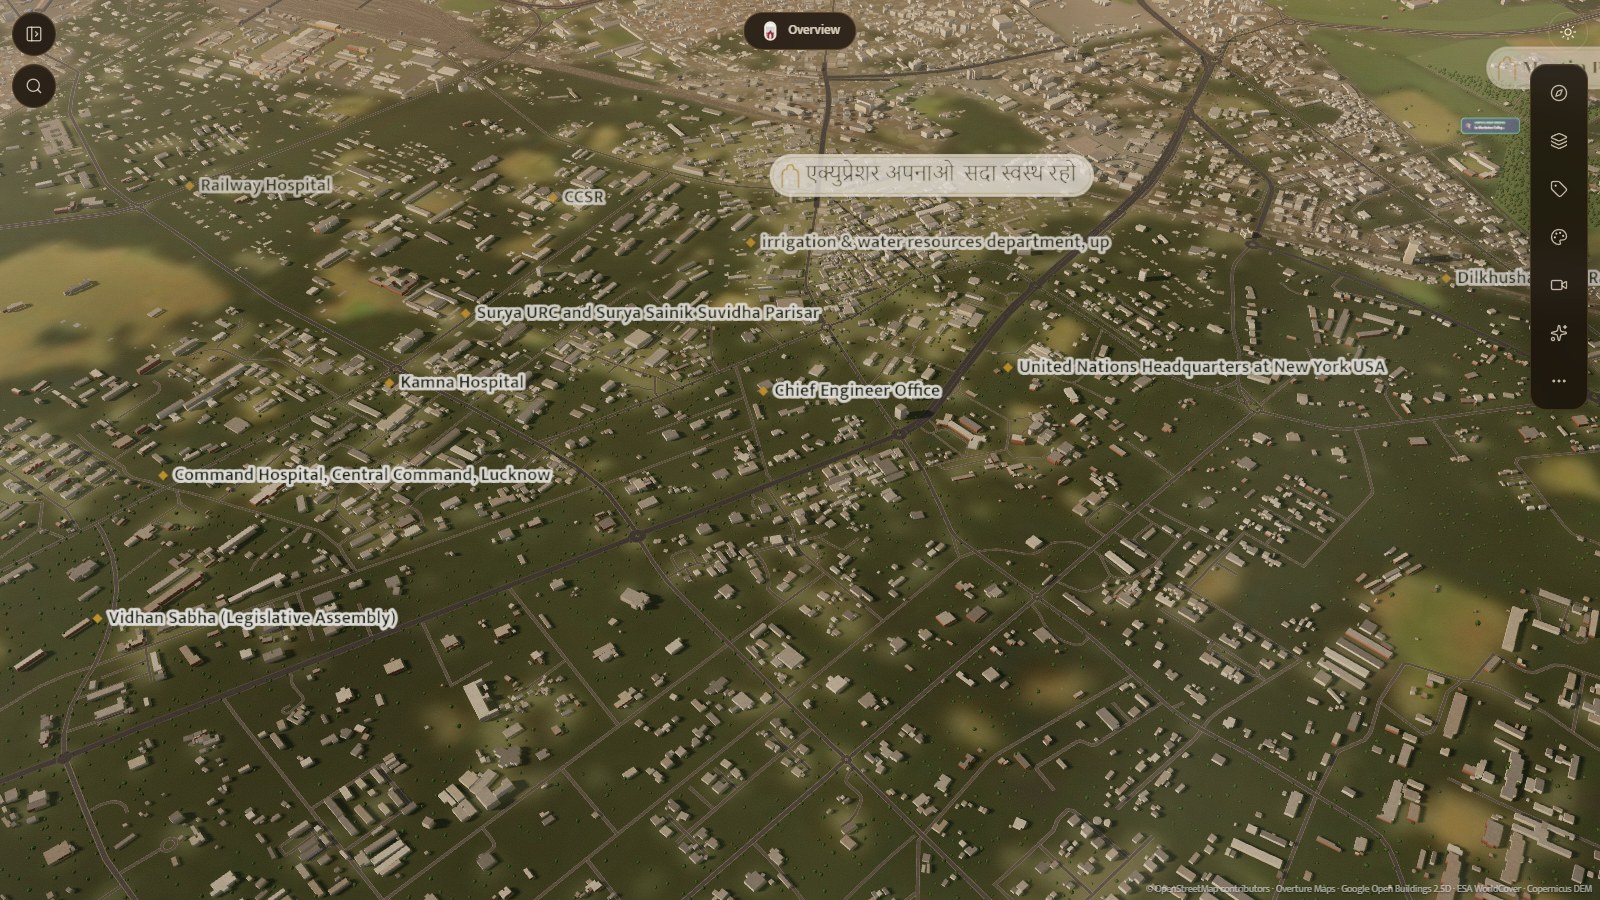 Overview
एक्युप्रेशर अपनाओ सदा स्वस्थ रहो
Railway Hospital
CCSR
irrigation & water resources department, up
Dilkhusha
Surya URC and Surya Sainik Suvidha Parisar
United Nations Headquarters at New York USA
Kamna Hospital
Chief Engineer Office
Command Hospital, Central Command, Lucknow
Vidhan Sabha (Legislative Assembly)
© OpenStreetMap contributors · Overture Maps · Google Open Buildings 2.5D · ESA WorldCover · Copernicus DEM